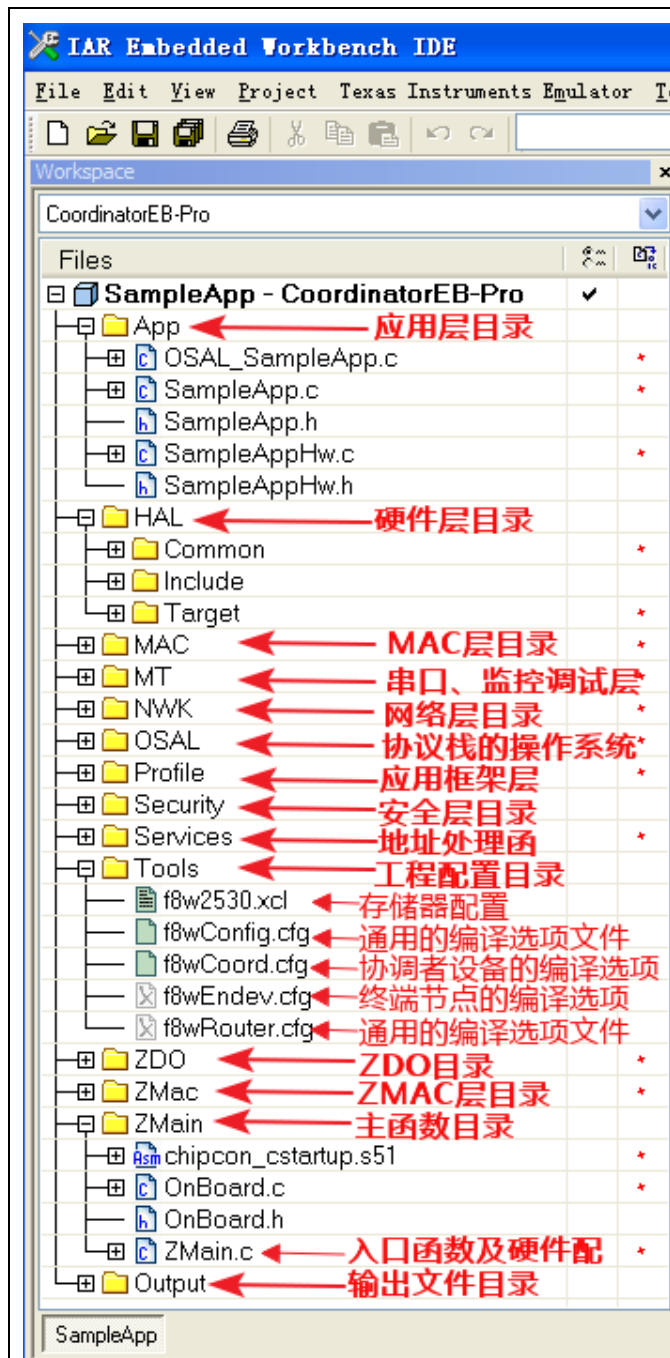 IAR Embedded Workbench IDE
File Edit View Project Texas Instruments Emulator
Workspace
CoordinatorEB-Pro
Files
SampleApp - CoordinatorEB-Pro
App 应用层目录
OSAL_SampleApp.c
SampleApp.c
SampleApp.h
SampleAppHw.c
SampleAppHw.h
HAL 硬件层目录
Common
Include
Target
MAC MAC层目录
MT 串口、监控调试层
NWK 网络层目录
OSAL 协议栈的操作系统
Profile 应用框架层
Security 安全层目录
Services 地址处理函
Tools 工程配置目录
f8w2530.xcl 存储器配置
f8wConfig.cfg 通用的编译选项文件
f8wCoord.cfg 协调者设备的编译选项
f8wEndev.cfg 终端节点的编译选项
f8wRouter.cfg 通用的编译选项文件
ZDO ZDO目录
ZMac ZMAC层目录
ZMain 主函数目录
Asm chipcon_cstartup.s51
OnBoard.c
OnBoard.h
ZMain.c 入口函数及硬件配
Output 输出文件目录
SampleApp